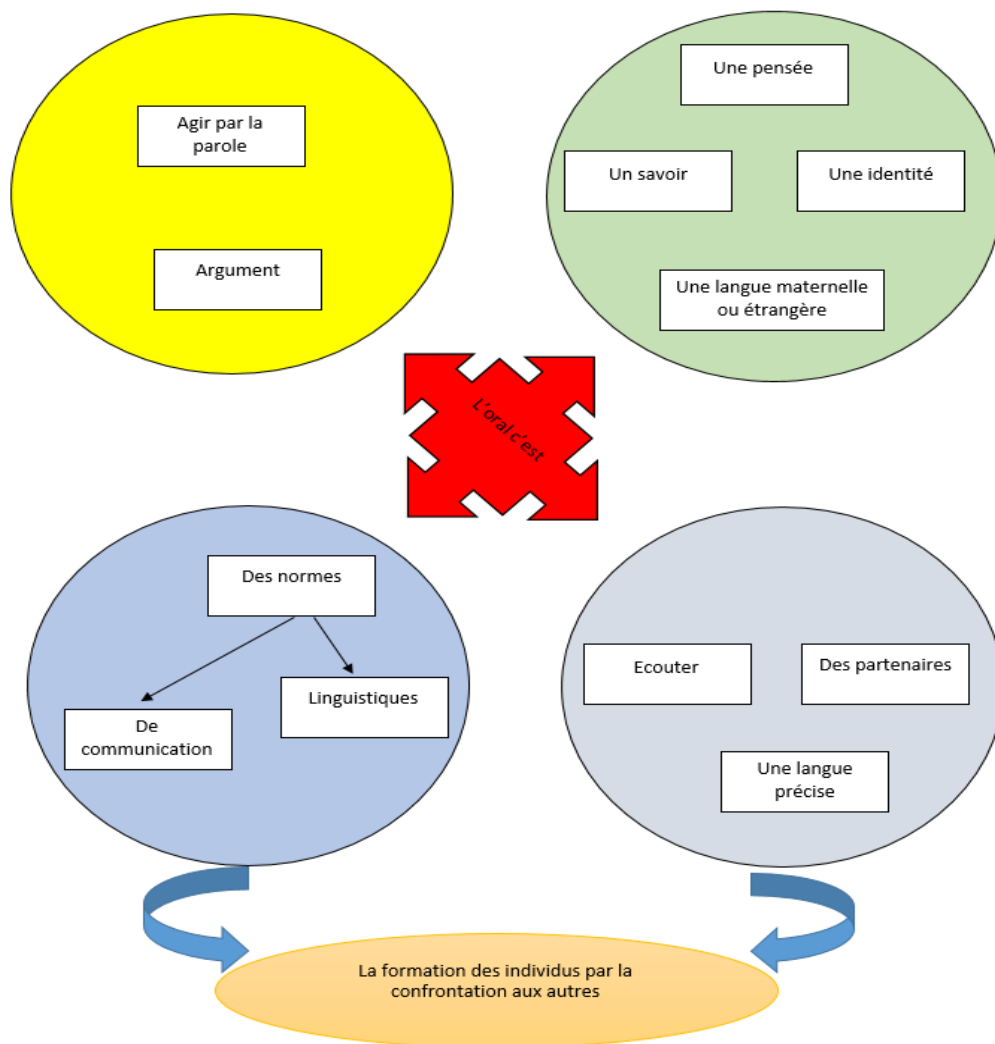 Une pensée
Agir par la
parole
Un savoir
Une identité
Argument
Une langue maternelle
ou étrangère
L'oral c'est
Des normes
Linguistiques
De
communication
Ecouter
Des partenaires
Une langue
précise
La formation des individus par la
confrontation aux autres